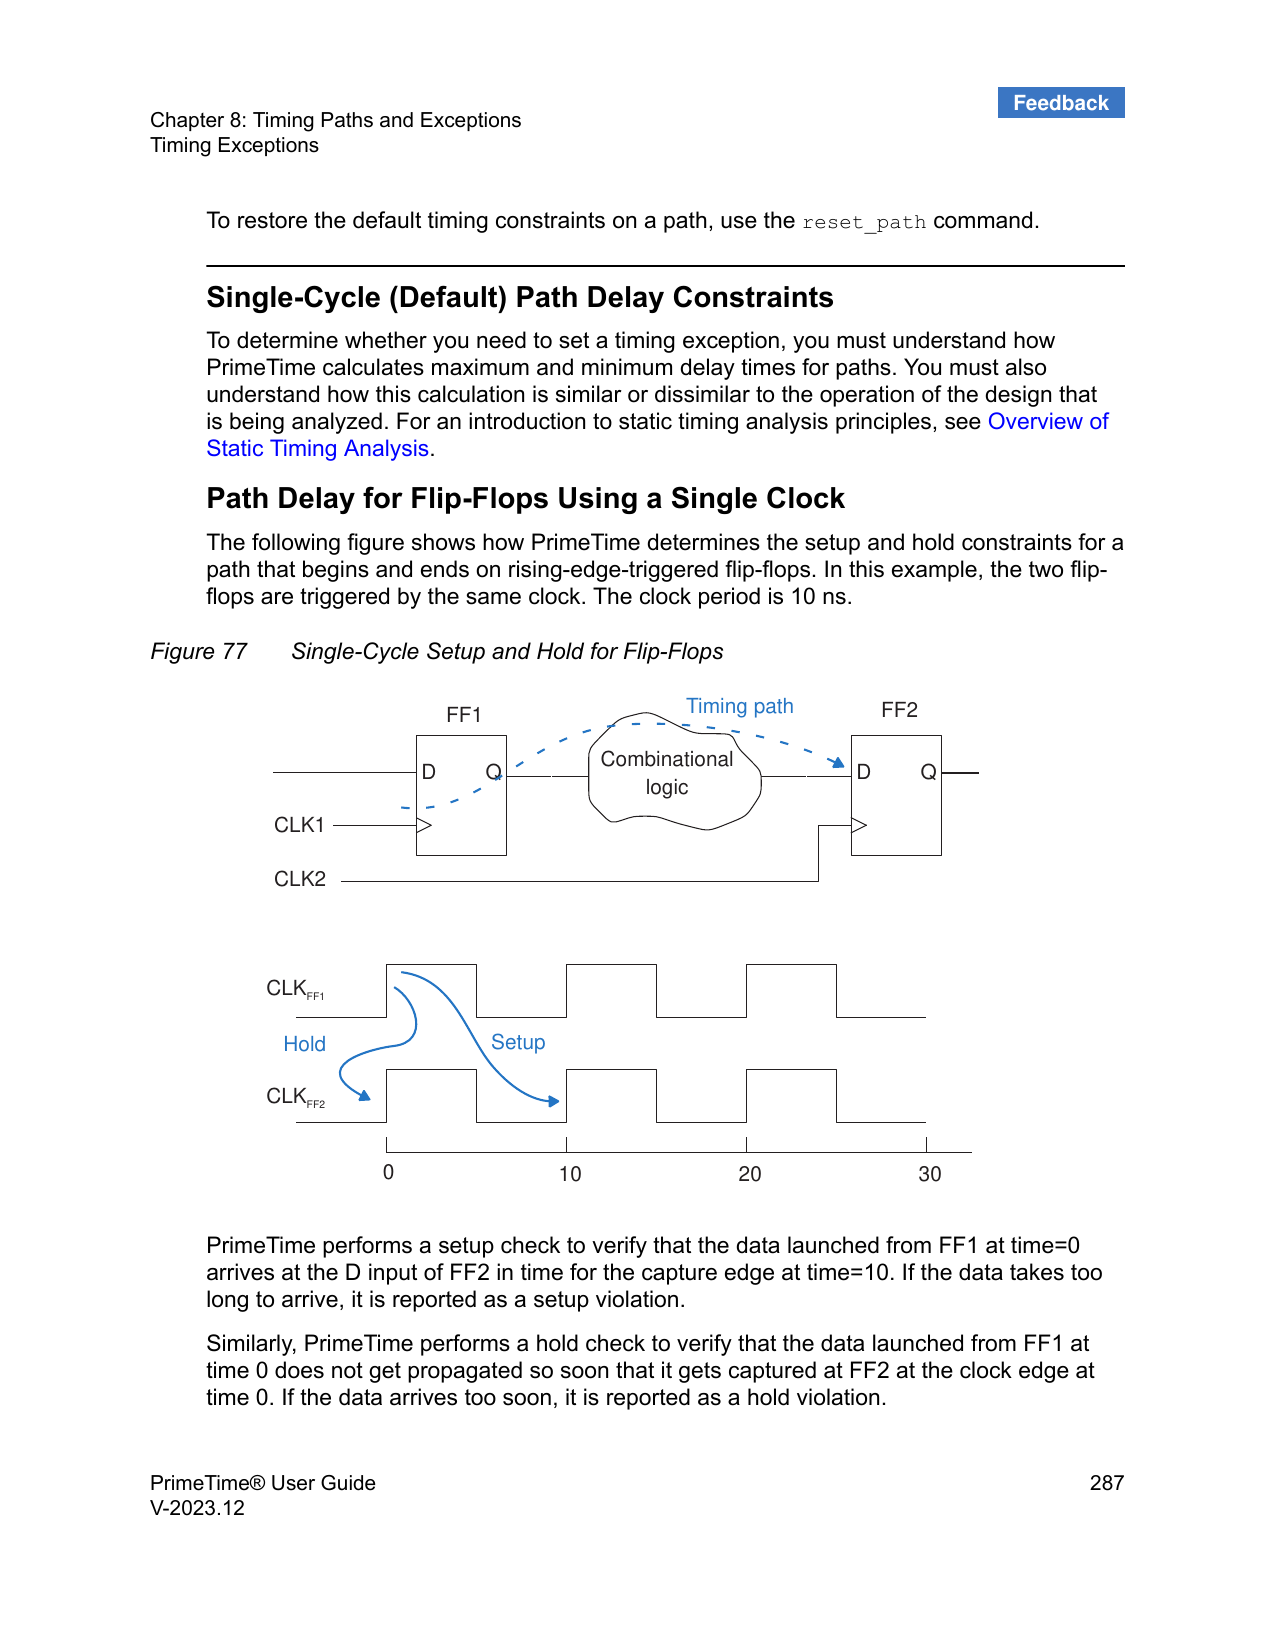 Feedback
Chapter 8: Timing Paths and Exceptions
Timing Exceptions
To restore the default timing constraints on a path, use the reset_path command.
Single-Cycle (Default) Path Delay Constraints
To determine whether you need to set a timing exception, you must understand how
PrimeTime calculates maximum and minimum delay times for paths. You must also
understand how this calculation is similar or dissimilar to the operation of the design that
is being analyzed. For an introduction to static timing analysis principles, see Overview of
Static Timing Analysis.
Path Delay for Flip-Flops Using a Single Clock
The following figure shows how PrimeTime determines the setup and hold constraints for a
path that begins and ends on rising-edge-triggered flip-flops. In this example, the two flip-
flops are triggered by the same clock. The clock period is 10 ns.
Figure 77 Single-Cycle Setup and Hold for Flip-Flops
FF1 Timing path FF2
Combinational
logic
D Q D Q
CLK1
CLK2
CLKFF1
Hold Setup
CLKFF2
0 10 20 30
PrimeTime performs a setup check to verify that the data launched from FF1 at time=0
arrives at the D input of FF2 in time for the capture edge at time=10. If the data takes too
long to arrive, it is reported as a setup violation.
Similarly, PrimeTime performs a hold check to verify that the data launched from FF1 at
time 0 does not get propagated so soon that it gets captured at FF2 at the clock edge at
time 0. If the data arrives too soon, it is reported as a hold violation.
PrimeTime® User Guide 287
V-2023.12